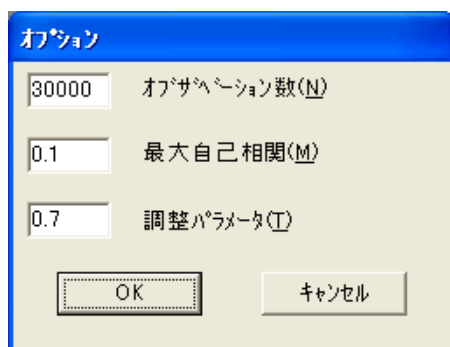 ｵﾌﾟｼｮﾝ
30000 ｵﾌﾞｻﾞﾍﾞｰｼｮﾝ数(N)
0.1 最大自己相関(M)
0.7 調整ﾊﾟﾗﾒｰﾀ(T)
OK ｷｬﾝｾﾙ